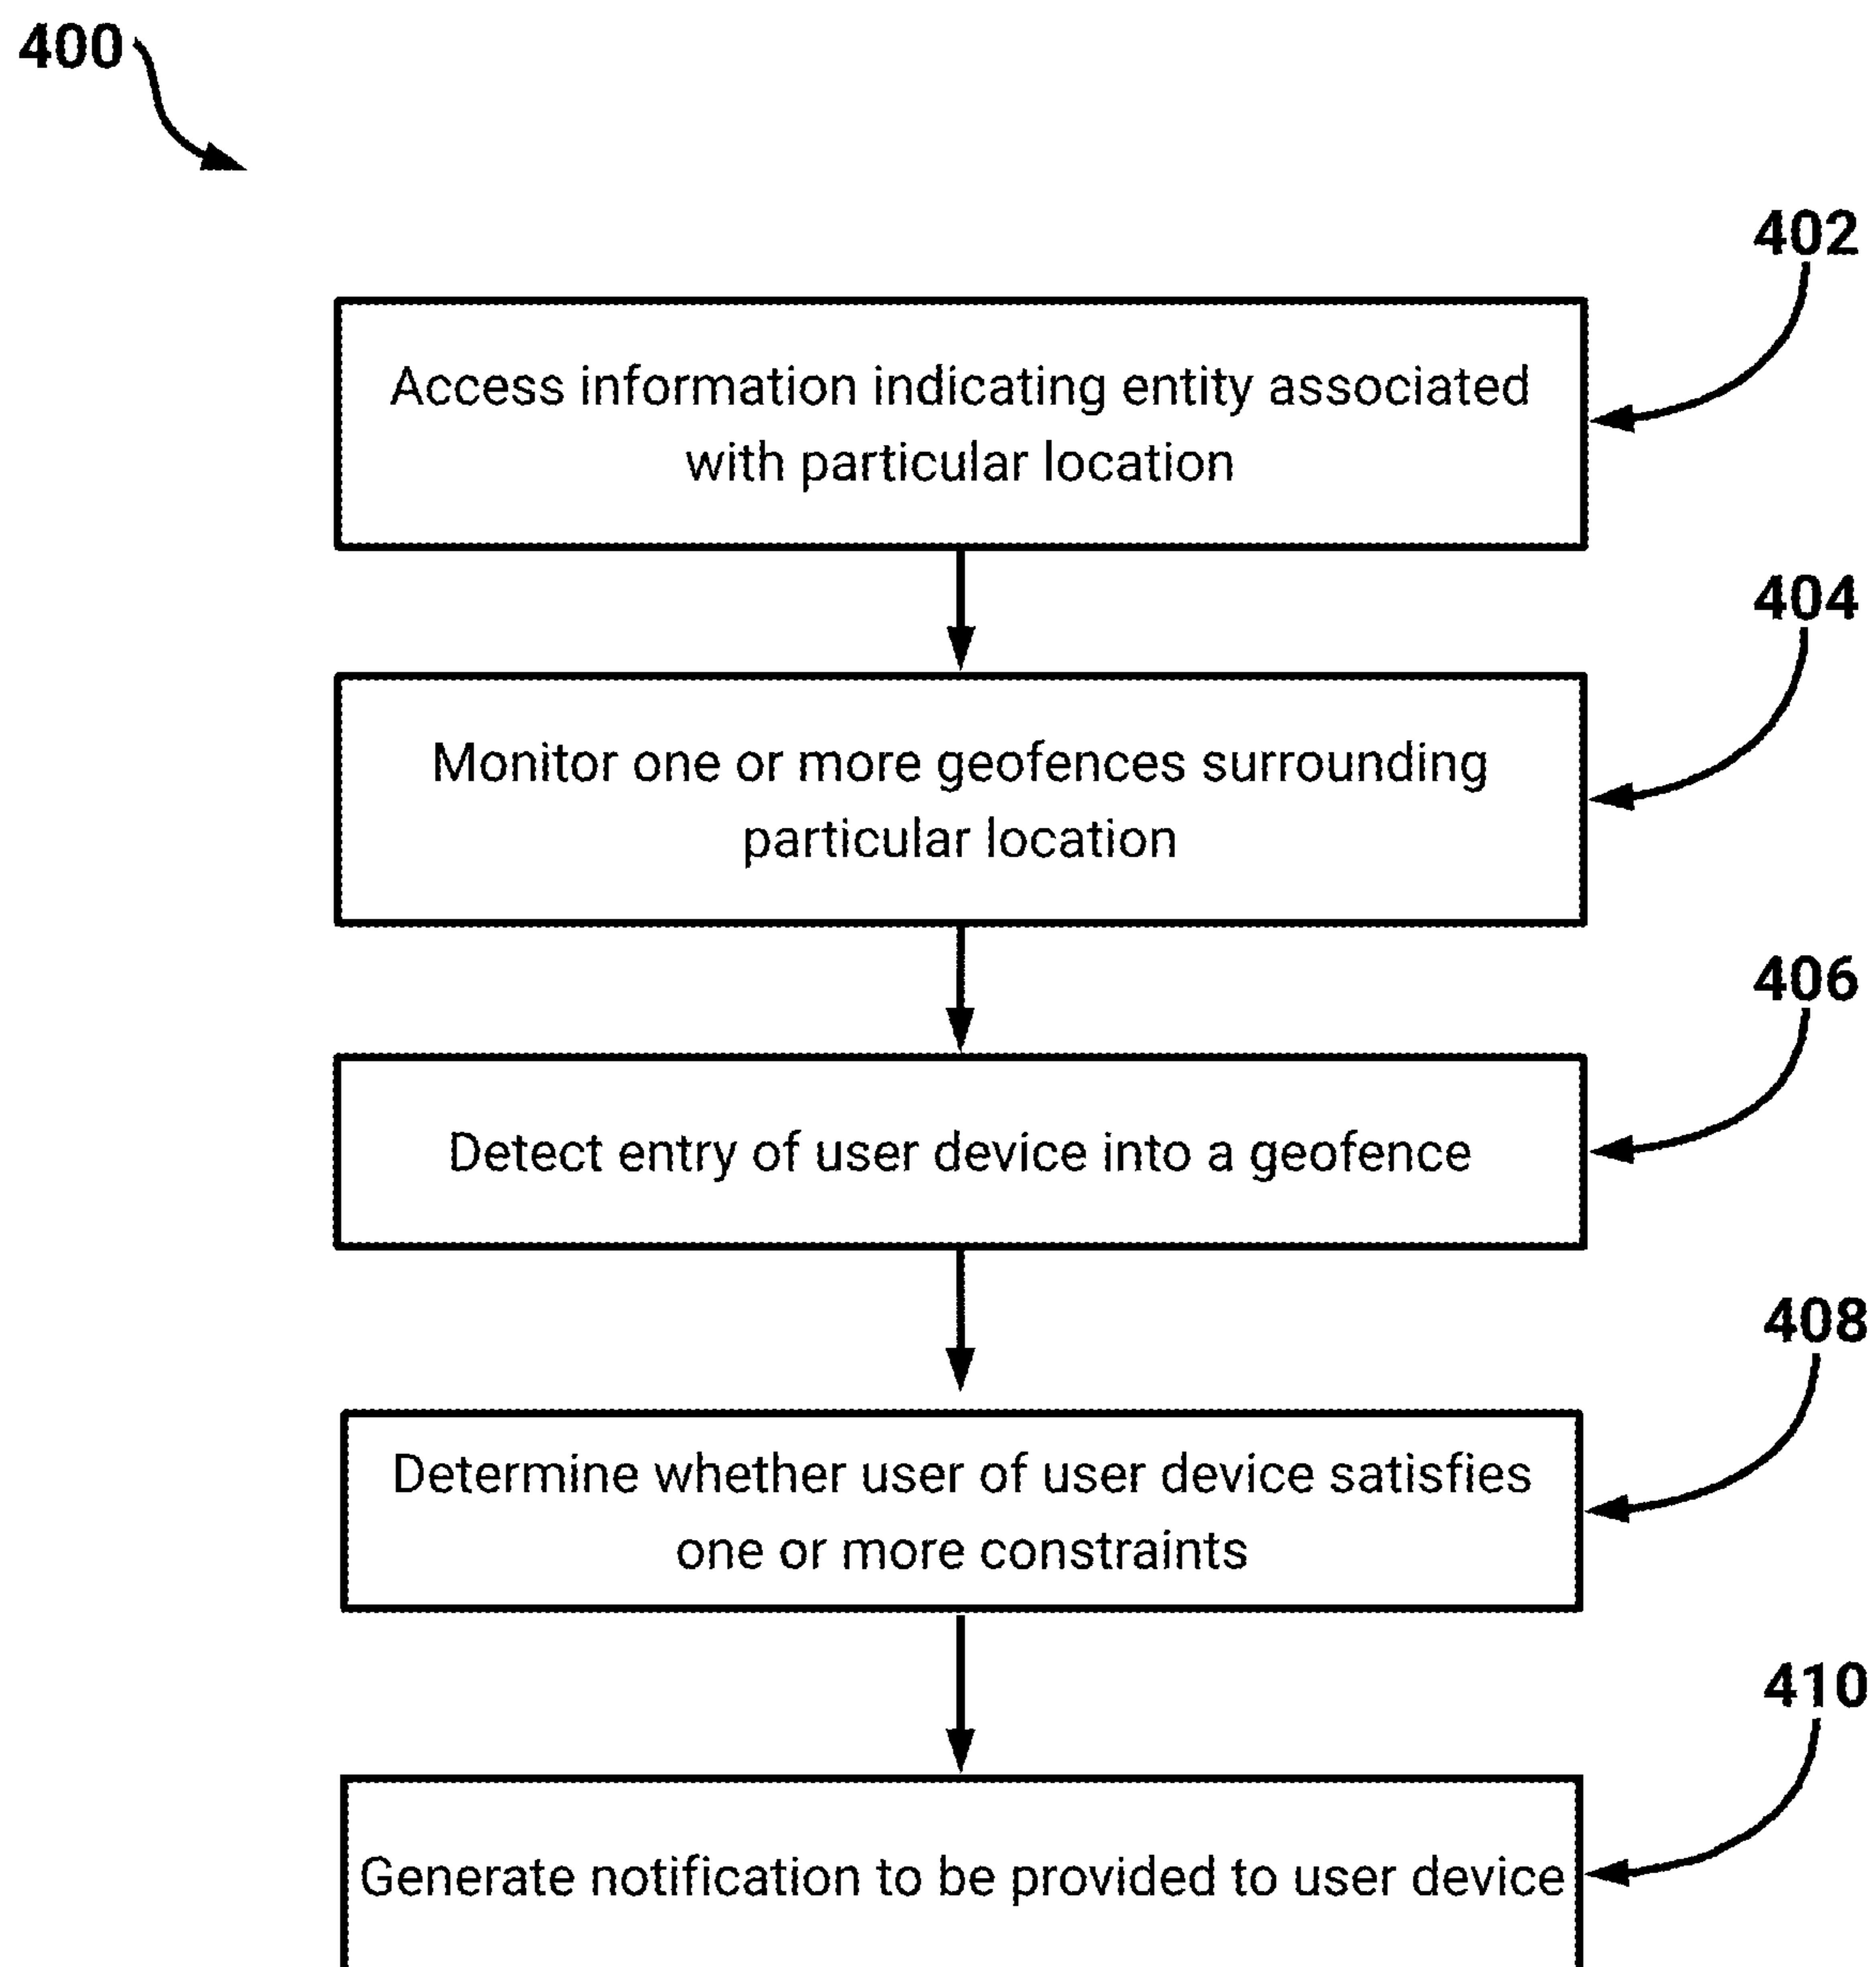 400
402
Access information indicating entity associated
with particular location
404
Monitor one or more geofences surrounding
particular location
406
Detect entry of user device into a geofence
408
Determine whether user of user device satisfies
one or more constraints
410
Generate notification to be provided to user device